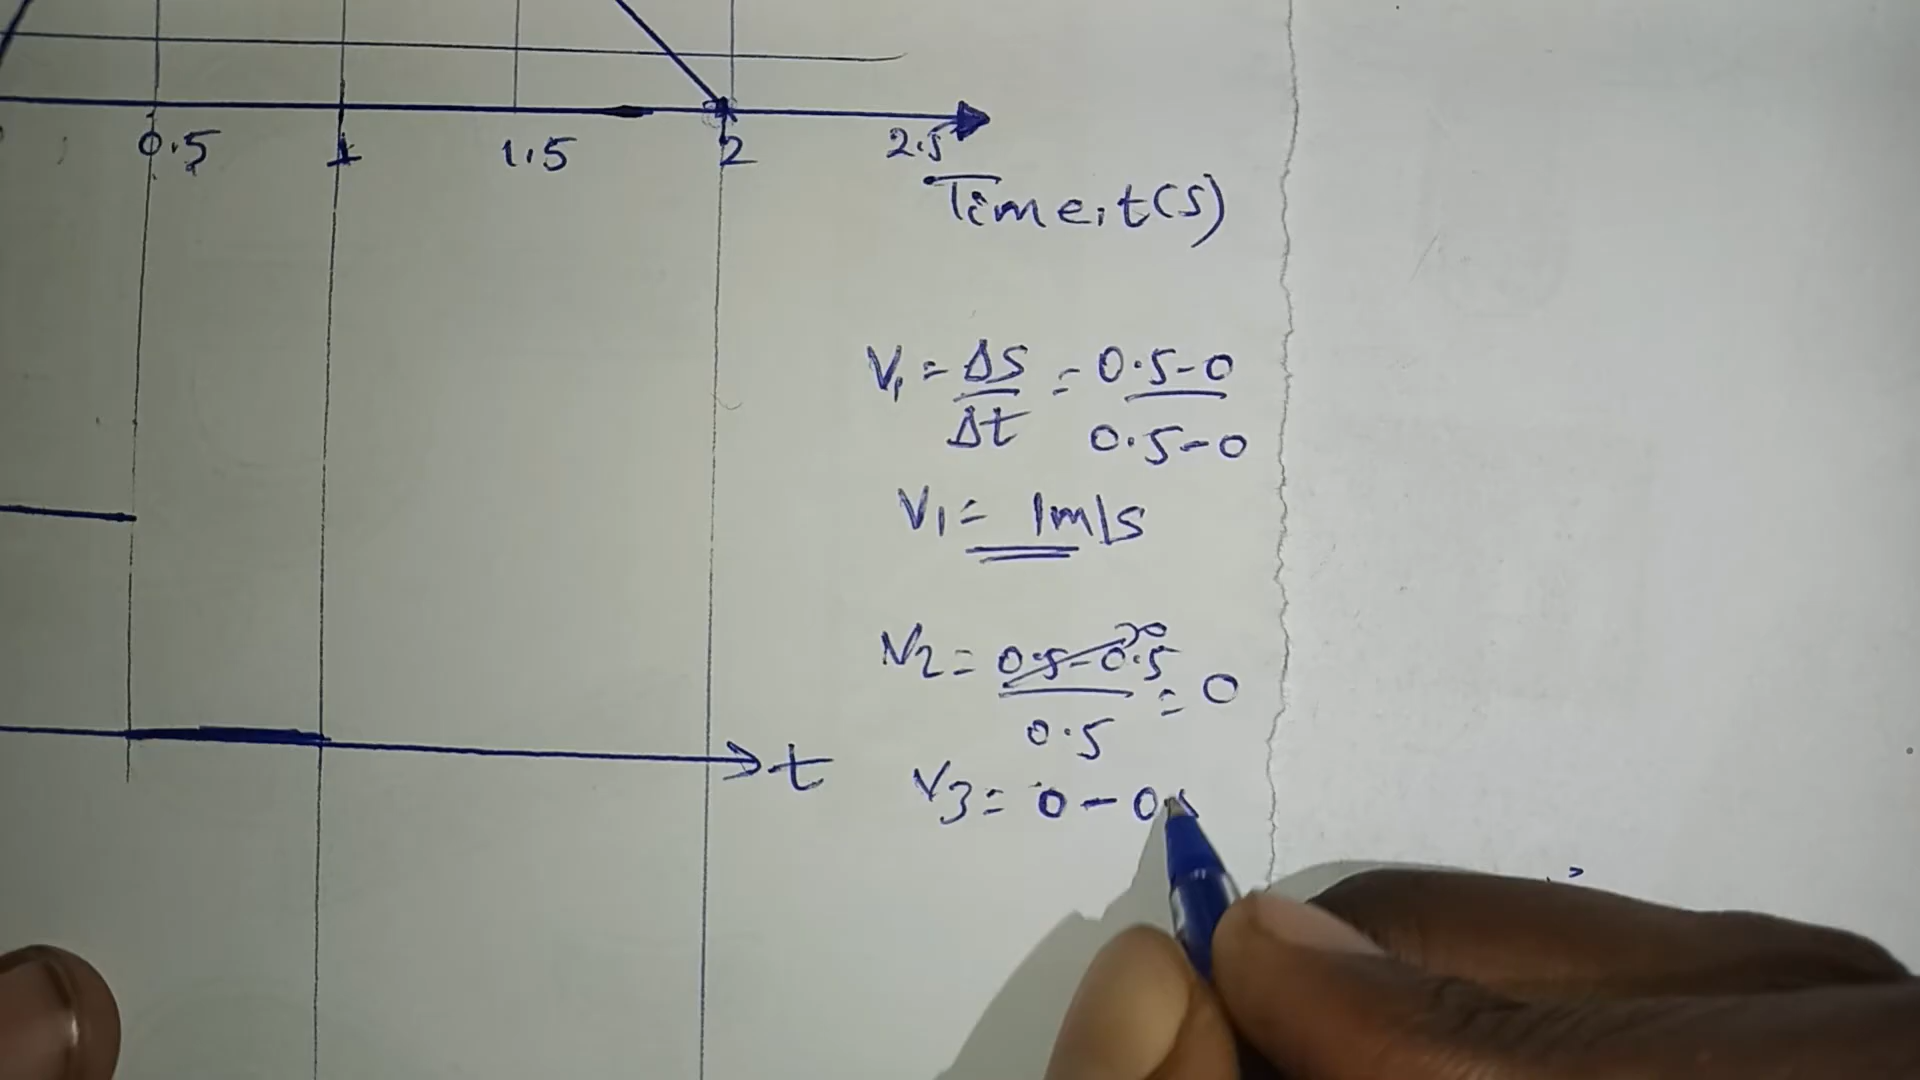 0.5 1 1.5 2 2.5
Time, t(s)
V1 = ΔS/Δt = 0.5-0/0.5-0
V1 = 1m/s
V2 = 0.5-0.5/0.5 = 0
t
V3 = 0 - 0.